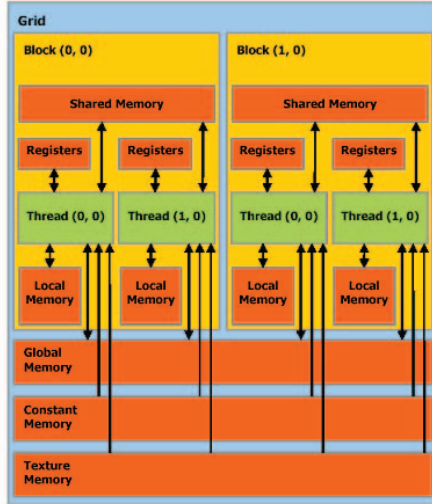 Grid
Block (0, 0)
Block (1, 0)
Shared Memory
Shared Memory
Registers
Registers
Registers
Registers
Thread (0, 0)
Thread (1, 0)
Thread (0, 0)
Thread (1, 0)
Local
Memory
Local
Memory
Local
Memory
Local
Memory
Global
Memory
Constant
Memory
Texture
Memory